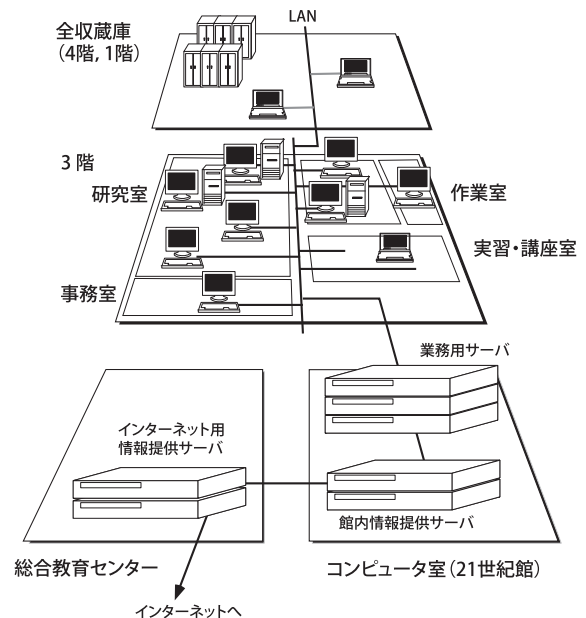 LAN
全収蔵庫
（4階, 1階）
3 階
研究室
作業室
実習・講座室
事務室
業務用サーバ
インターネット用
情報提供サーバ
館内情報提供サーバ
総合教育センター
コンピュータ室（21世紀館）
インターネットへ